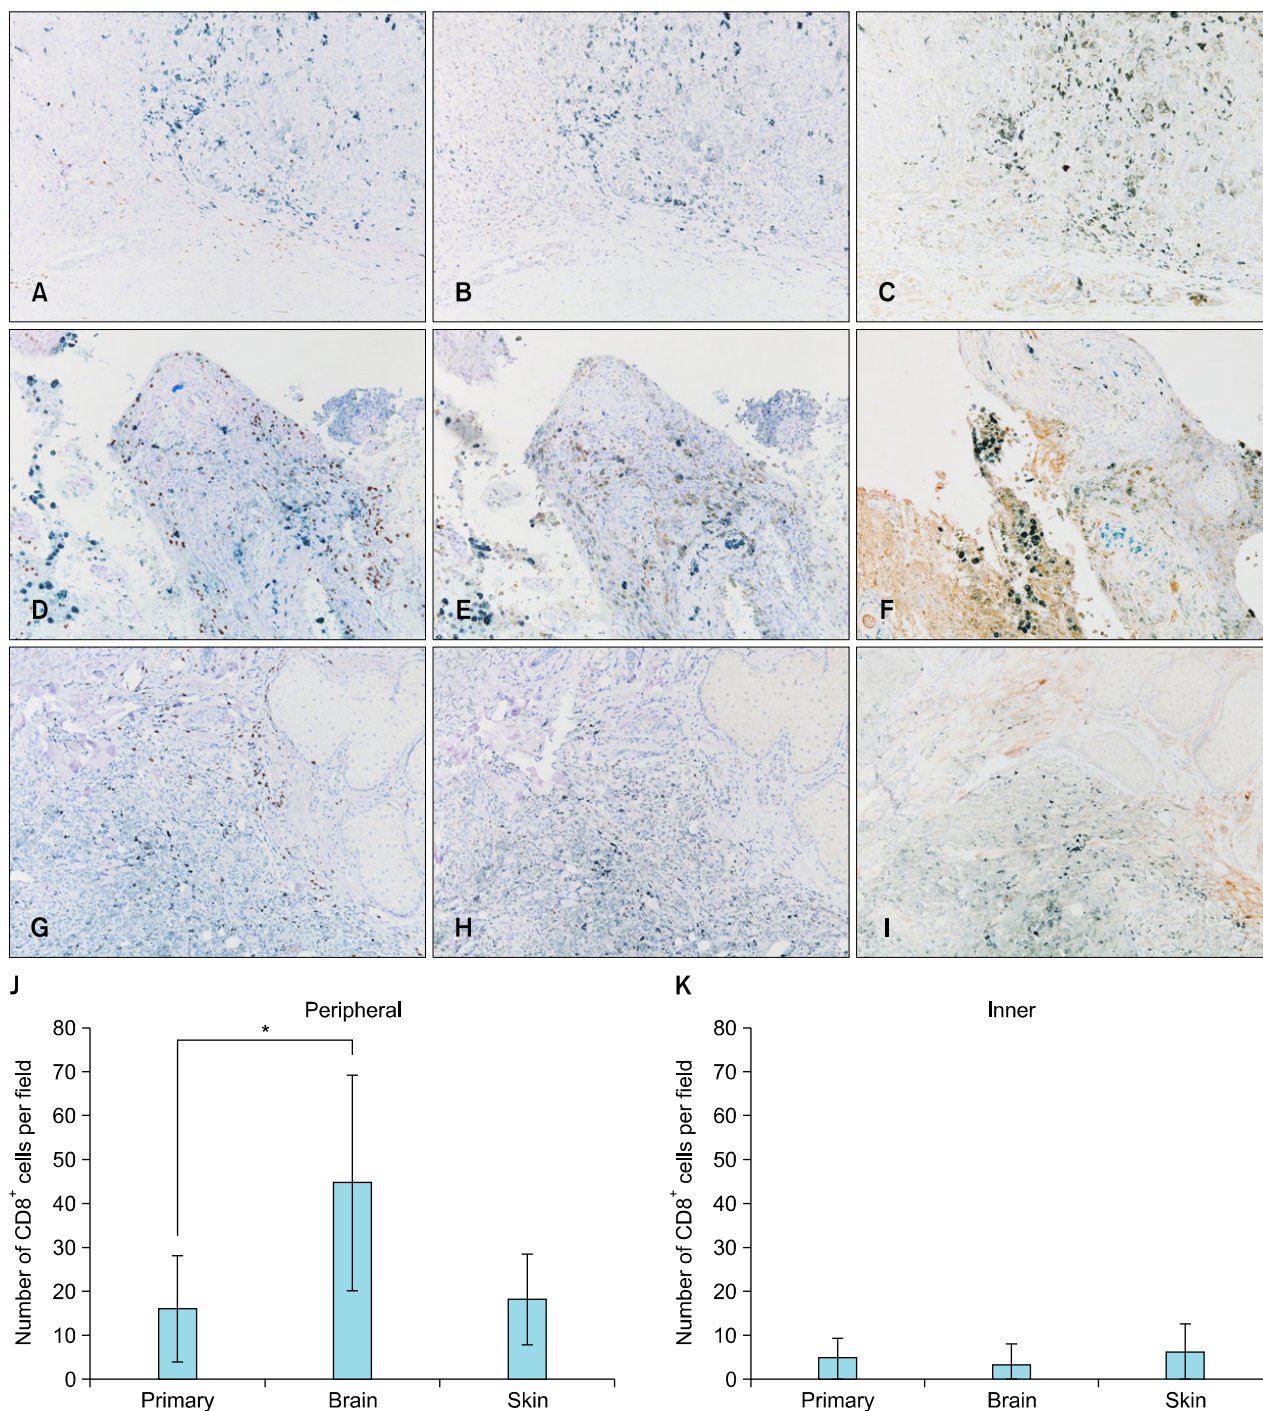 A
B
C
D
E
F
G
H
I
J
Peripheral
*
80
70
60
50
40
30
20
10
0
Number of CD8⁺ cells per field
Primary
Brain
Skin
K
Inner
80
70
60
50
40
30
20
10
0
Number of CD8⁺ cells per field
Primary
Brain
Skin